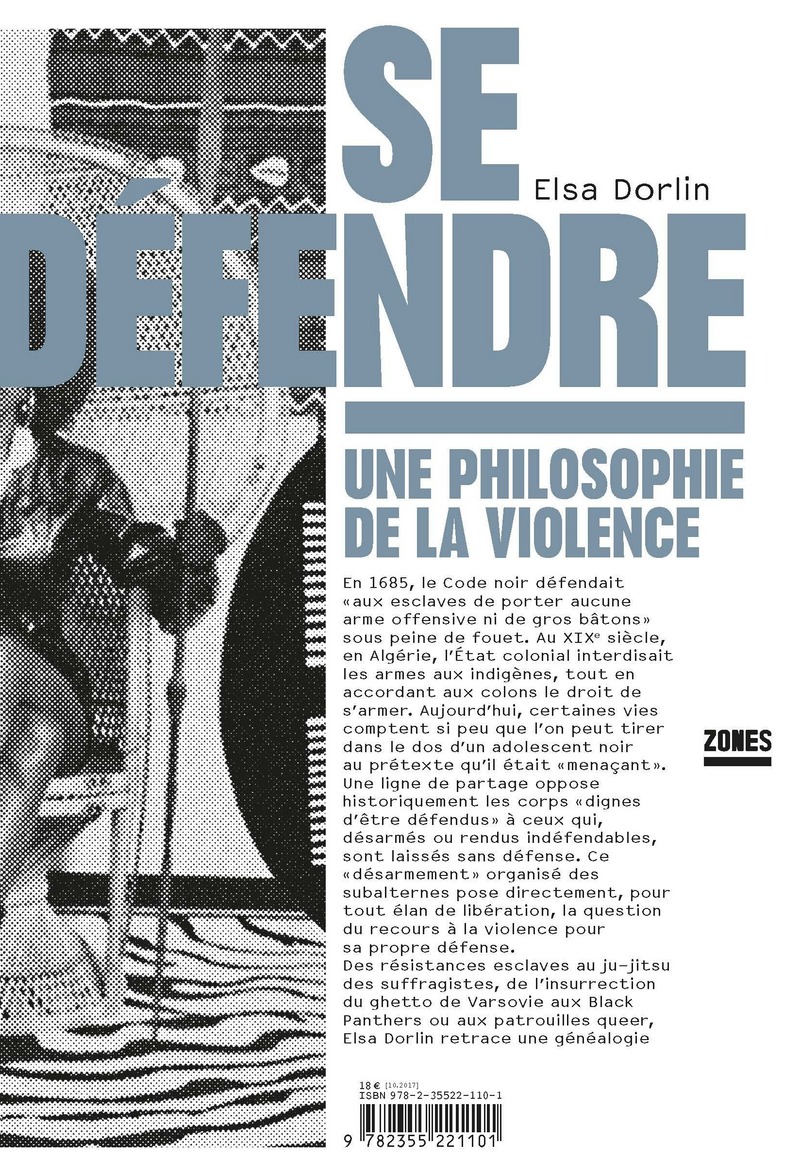 SE
Elsa Dorlin
DÉFENDRE
UNE PHILOSOPHIE
DE LA VIOLENCE
En 1685, le Code noir défendait
«aux esclaves de porter aucune
arme offensive ni de gros bâtons»
sous peine de fouet. Au XIXᵉ siècle,
en Algérie, l'État colonial interdisait
les armes aux indigènes, tout en
accordant aux colons le droit de
s'armer. Aujourd'hui, certaines vies
comptent si peu que l'on peut tirer
dans le dos d'un adolescent noir
au prétexte qu'il était «menaçant».
Une ligne de partage oppose
historiquement les corps «dignes
d'être défendus» à ceux qui,
désarmés ou rendus indéfendables,
sont laissés sans défense. Ce
«désarmement» organisé des
subalternes pose directement, pour
tout élan de libération, la question
du recours à la violence pour
sa propre défense.
Des résistances esclaves au ju-jitsu
des suffragistes, de l'insurrection
du ghetto de Varsovie aux Black
Panthers ou aux patrouilles queer,
Elsa Dorlin retrace une généalogie
ZONES
18 € [10.2017]
ISBN 978-2-35522-110-1
9 782355 221101